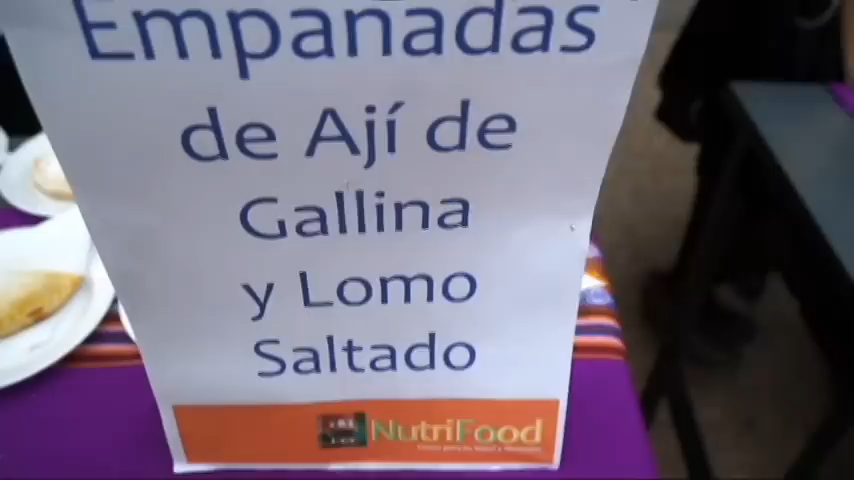 Empanadas
de Ají de
Gallina
y Lomo
Saltado
NutriFood